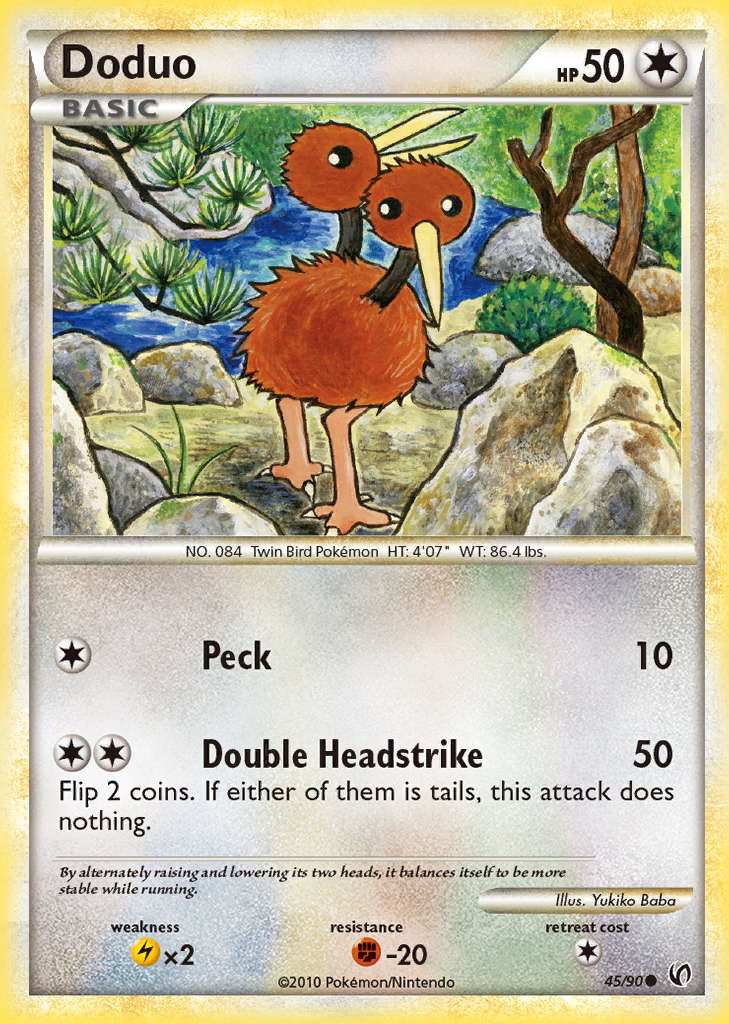 Doduo
HP 50
BASIC
NO. 084 Twin Bird Pokémon HT: 4'07" WT: 86.4 lbs.
Peck 10
Double Headstrike 50
Flip 2 coins. If either of them is tails, this attack does
nothing.
By alternately raising and lowering its two heads, it balances itself to be more
stable while running.
Illus. Yukiko Baba
weakness resistance retreat cost
×2 -20
©2010 Pokémon/Nintendo 45/90